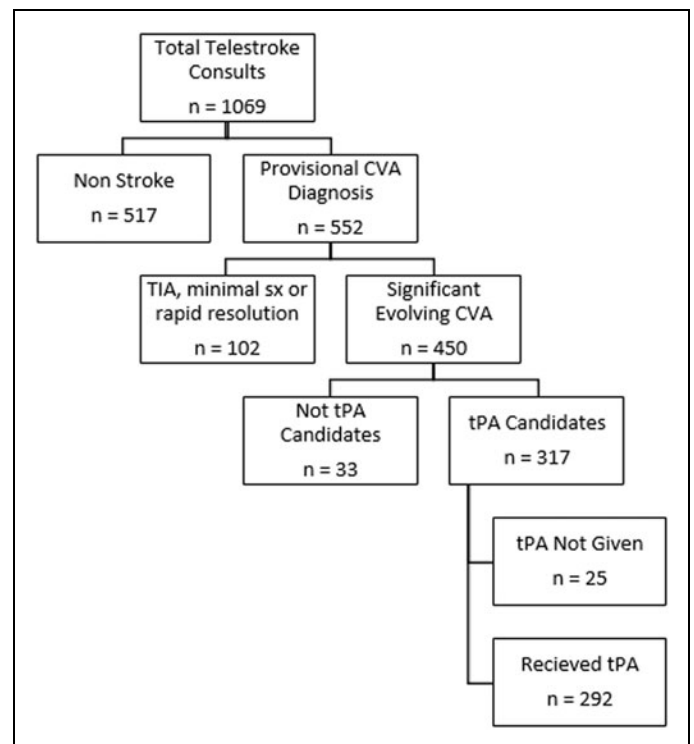 Total Telestroke
Consults
n = 1069
Non Stroke
n = 517
Provisional CVA
Diagnosis
n = 552
TIA, minimal sx or
rapid resolution
n = 102
Significant
Evolving CVA
n = 450
Not tPA
Candidates
n = 33
tPA Candidates
n = 317
tPA Not Given
n = 25
Recieved tPA
n = 292